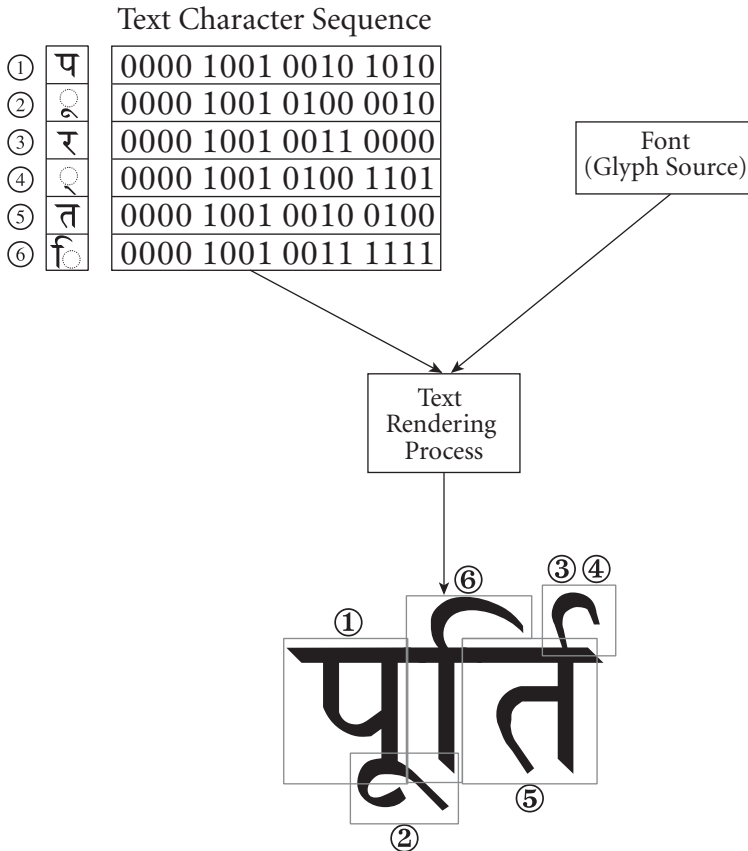 Text Character Sequence
① प 0000 1001 0010 1010
② ू 0000 1001 0100 0010
③ र 0000 1001 0011 0000
④ ् 0000 1001 0100 1101
⑤ त 0000 1001 0010 0100
⑥ ि 0000 1001 0011 1111
Font
(Glyph Source)
Text
Rendering
Process
⑥ ③ ④
①
पूर्ति
⑤
②